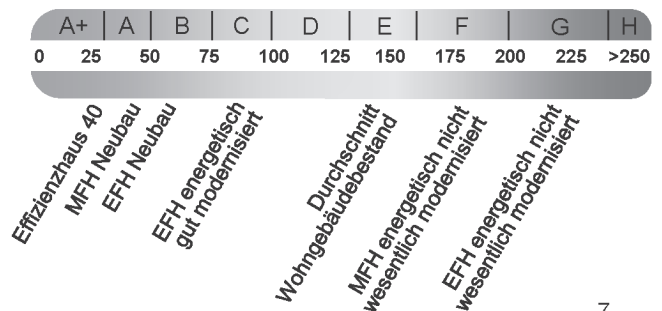 A+ A B C D E F G H
0 25 50 75 100 125 150 175 200 225 >250
Effizienzhaus 40
MFH Neubau
EFH Neubau
EFH energetisch
gut modernisiert
Durchschnitt
Wohngebäudebestand
MFH energetisch nicht
wesentlich modernisiert
EFH energetisch nicht
wesentlich modernisiert
7